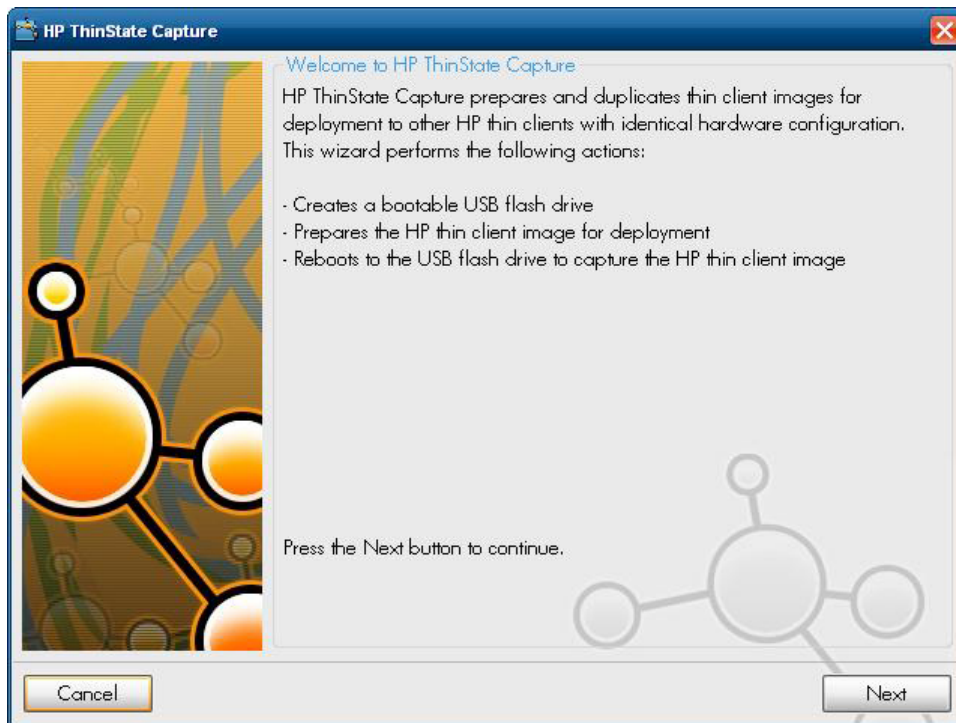 HP ThinState Capture
Welcome to HP ThinState Capture
HP ThinState Capture prepares and duplicates thin client images for
deployment to other HP thin clients with identical hardware configuration.
This wizard performs the following actions:
- Creates a bootable USB flash drive
- Prepares the HP thin client image for deployment
- Reboots to the USB flash drive to capture the HP thin client image
Press the Next button to continue.
Cancel
Next